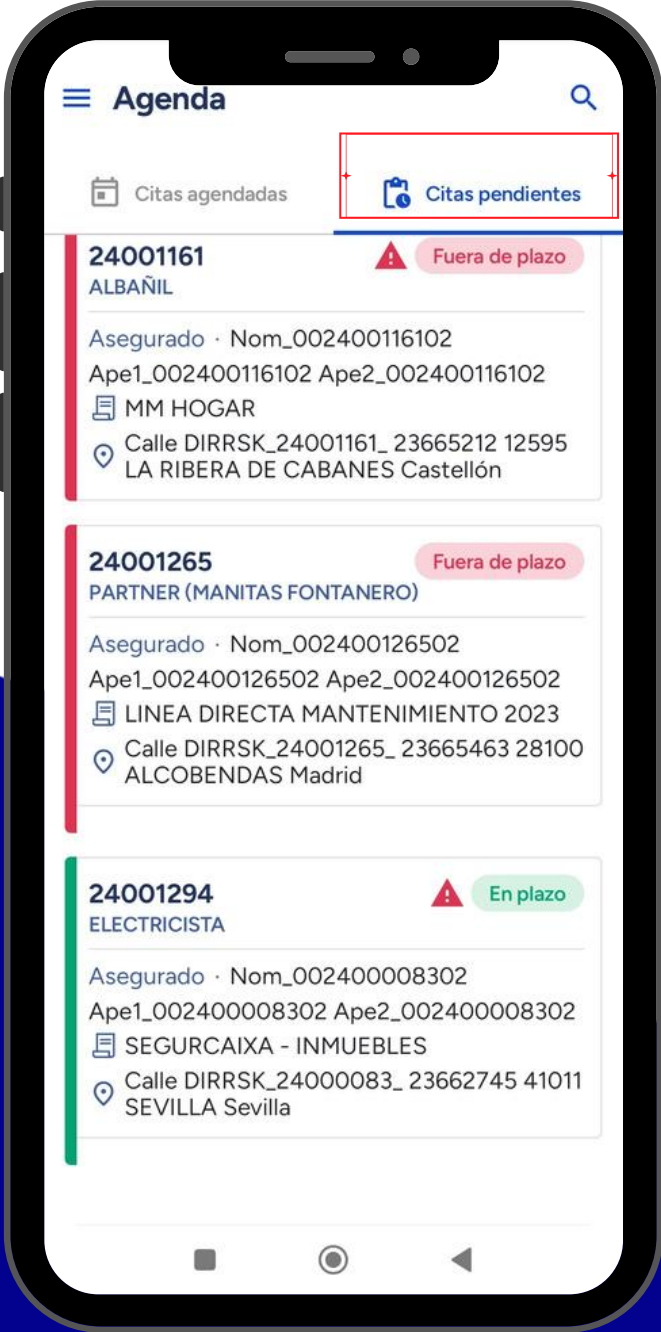 Agenda
Citas agendadas
Citas pendientes
24001161
Fuera de plazo
ALBAÑIL
Asegurado · Nom_002400116102
Ape1_002400116102 Ape2_002400116102
MM HOGAR
Calle DIRRSK_24001161_ 23665212 12595
LA RIBERA DE CABANES Castellón
24001265
Fuera de plazo
PARTNER (MANITAS FONTANERO)
Asegurado · Nom_002400126502
Ape1_002400126502 Ape2_002400126502
LINEA DIRECTA MANTENIMIENTO 2023
Calle DIRRSK_24001265_ 23665463 28100
ALCOBENDAS Madrid
24001294
En plazo
ELECTRICISTA
Asegurado · Nom_002400008302
Ape1_002400008302 Ape2_002400008302
SEGURCAIXA - INMUEBLES
Calle DIRRSK_24000083_ 23662745 41011
SEVILLA Sevilla